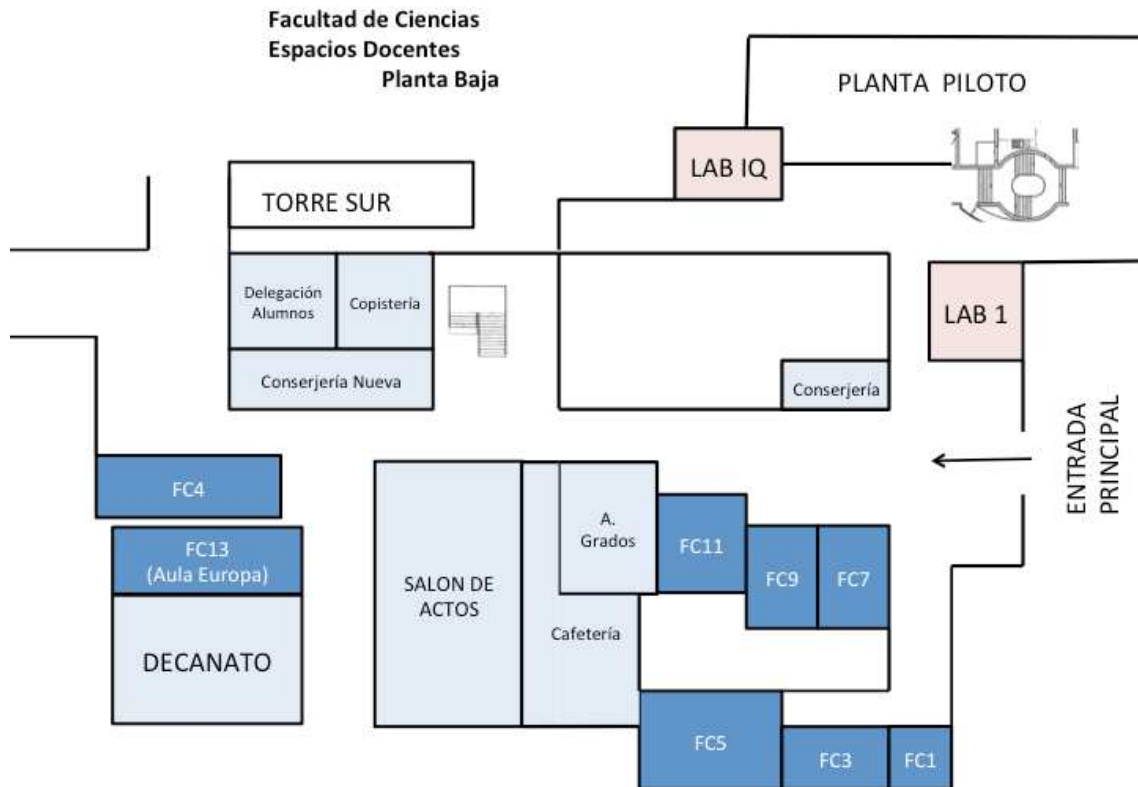 Facultad de Ciencias
Espacios Docentes
Planta Baja
PLANTA PILOTO
LAB IQ
TORRE SUR
Delegación
Alumnos
Copistería
LAB 1
Conserjería Nueva
Conserjería
ENTRADA
PRINCIPAL
FC4
FC13
(Aula Europa)
DECANATO
SALON DE
ACTOS
A.
Grados
Cafetería
FC11
FC9
FC7
FC5
FC3
FC1